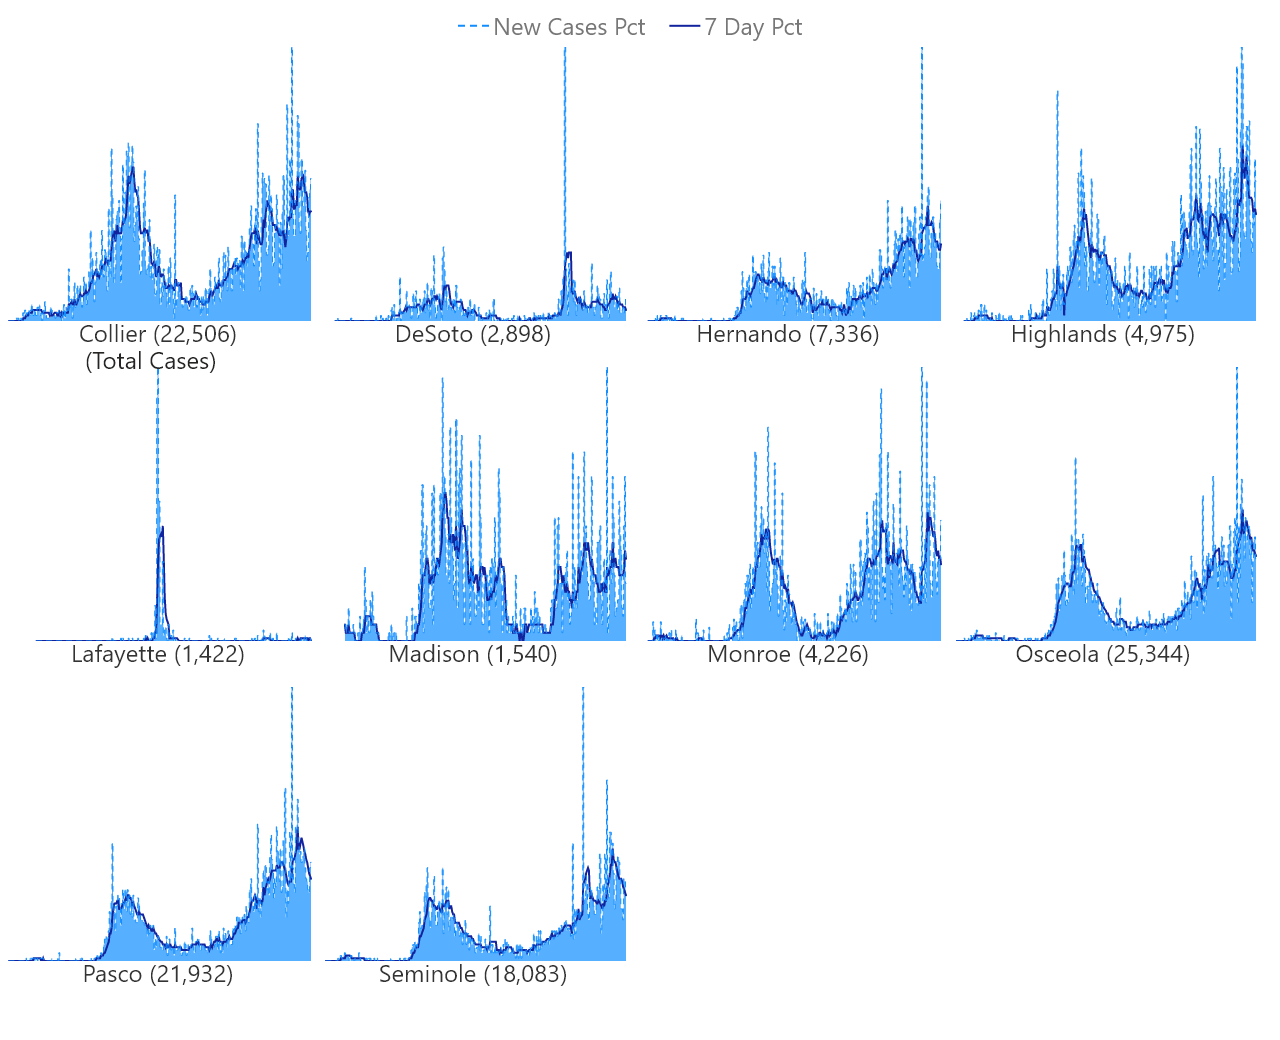 New Cases Pct 7 Day Pct
Collier (22,506)
(Total Cases)
DeSoto (2,898)
Hernando (7,336)
Highlands (4,975)
Lafayette (1,422)
Madison (1,540)
Monroe (4,226)
Osceola (25,344)
Pasco (21,932)
Seminole (18,083)